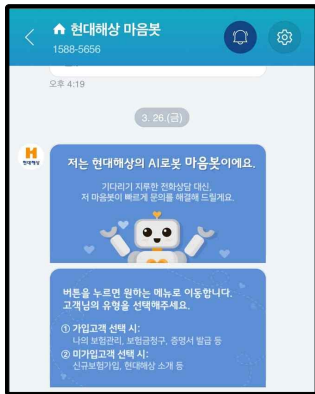 현대해상 마음봇
1588-5656
오후 4:19
3. 26.(금)
현대해상
저는 현대해상의 AI로봇 마음봇이에요.
기다리기 지루한 전화상담 대신,
저 마음봇이 빠르게 문의를 해결해 드릴게요.
버튼을 누르면 원하는 메뉴로 이동합니다.
고객님의 유형을 선택해주세요.
① 가입고객 선택 시:
나의 보험관리, 보험금청구, 증명서 발급 등
② 미가입고객 선택 시:
신규보험가입, 현대해상 소개 등